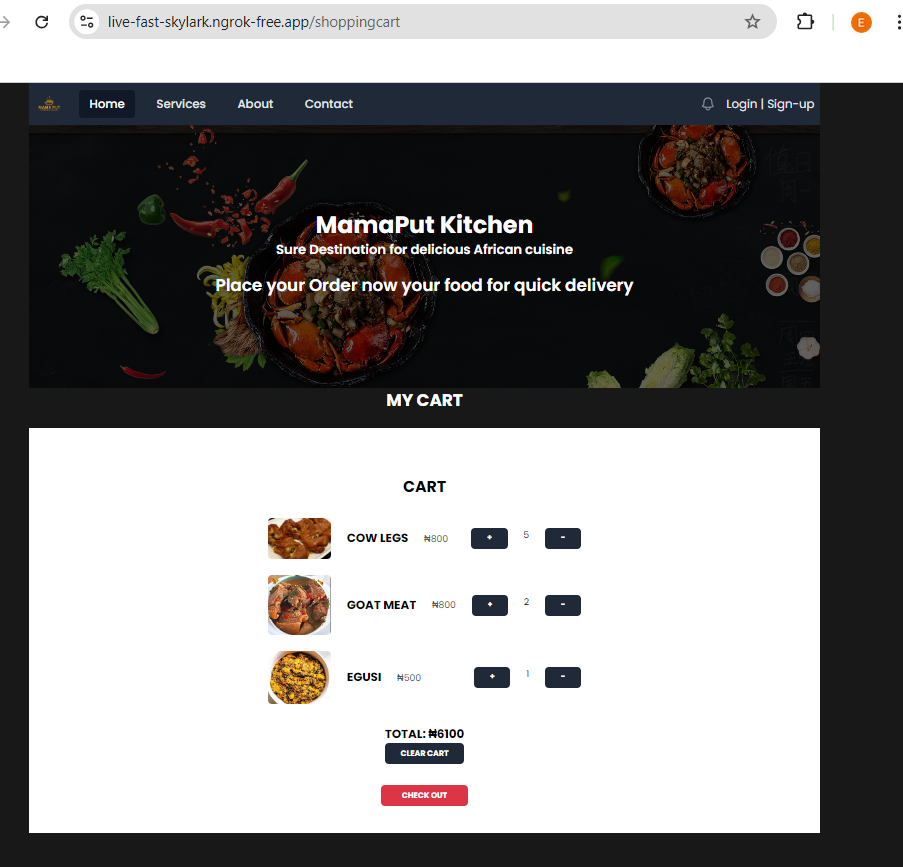 live-fast-skylark.ngrok-free.app/shoppingcart
E
Home Services About Contact Login | Sign-up
MamaPut Kitchen
Sure Destination for delicious African cuisine
Place your Order now your food for quick delivery
MY CART
CART
COW LEGS ₦800 + 5 -
GOAT MEAT ₦800 + 2 -
EGUSI ₦500 + 1 -
TOTAL: ₦6100
CLEAR CART
CHECK OUT